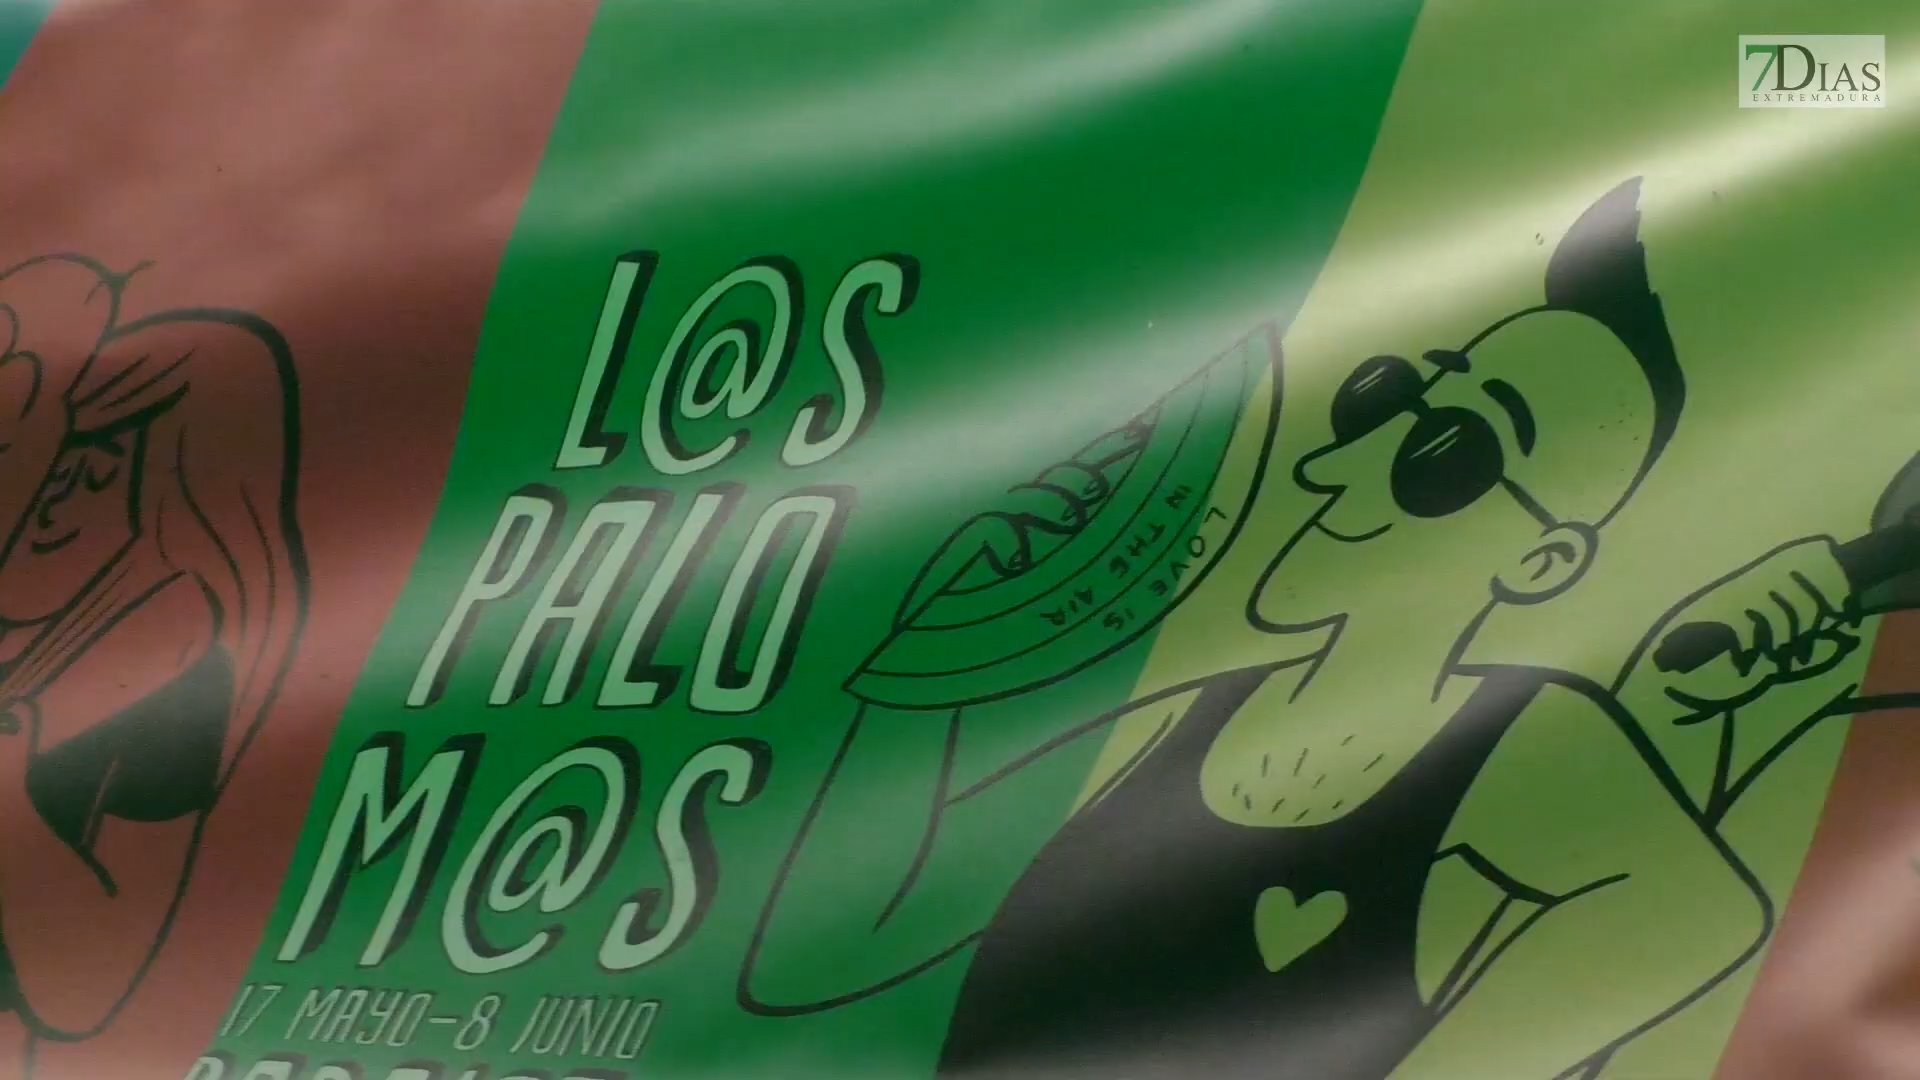 7DIAS
EXTREMADURA
L@S
PALO
M@S
17 MAYO-8 JUNIO
LOVE IS
IN THE AIR